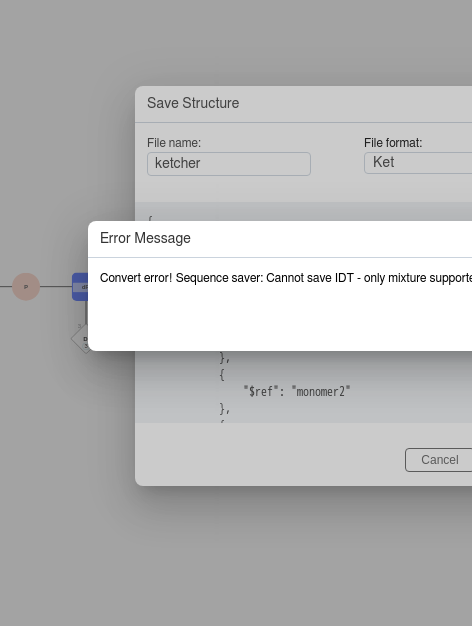 Save Structure
File name:
File format:
ketcher
Ket
{
Error Message
Convert error! Sequence saver: Cannot save IDT - only mixture supporte
P
},
{
"$ref": "monomer2"
},
{
Cancel